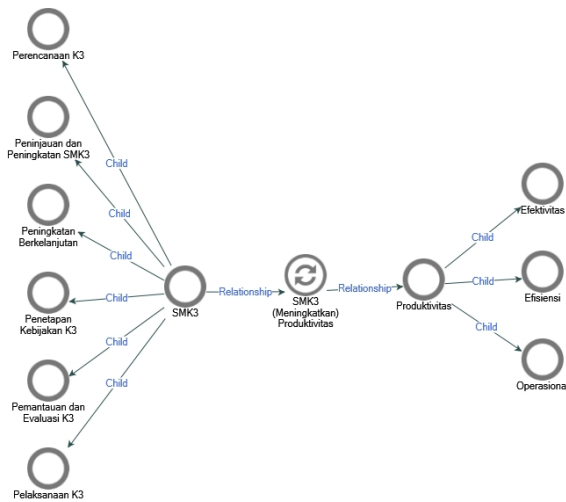 Perencanaan K3
Peninjauan dan
Peningkatan SMK3
Child
Child
Peningkatan
Berkelanjutan
Child
Penetapan
Kebijakan K3
Child
SMK3
Relationship
SMK3
(Meningkatkan)
Produktivitas
Relationship
Produktivitas
Child
Efektivitas
Child
Efisiensi
Child
Operasiona
Child
Pemantauan dan
Evaluasi K3
Child
Pelaksanaan K3